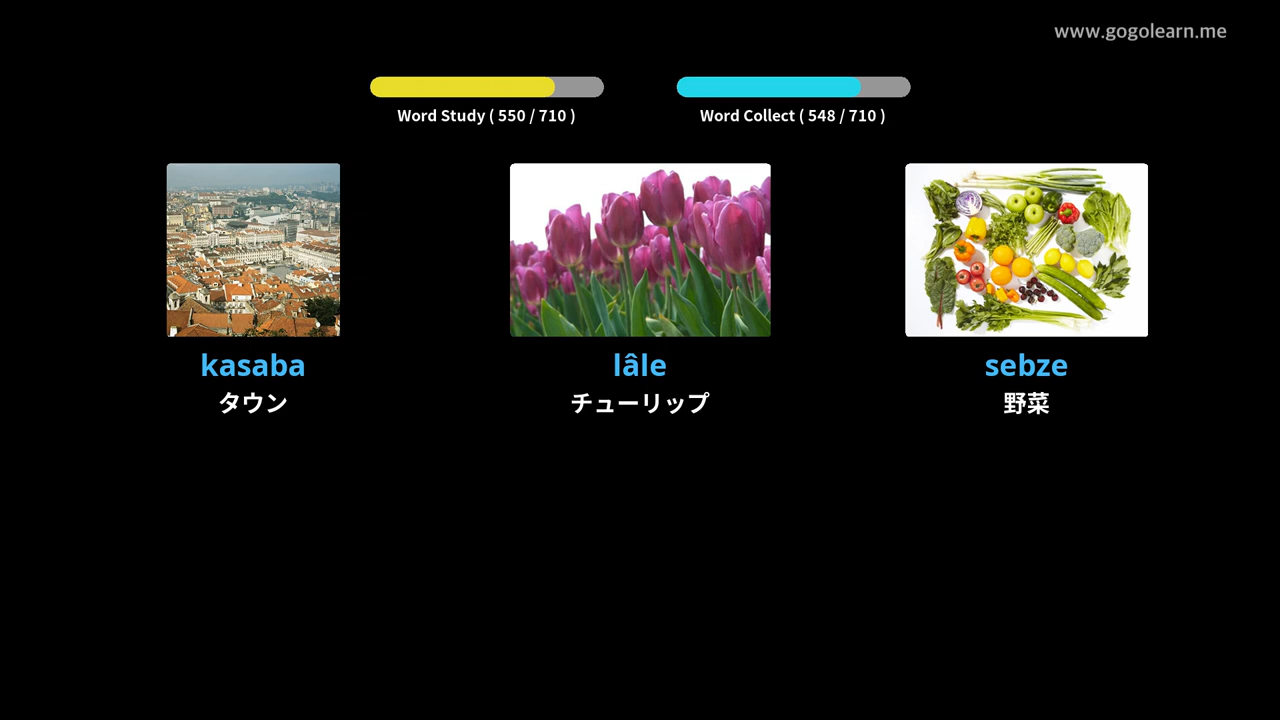 www.gogolearn.me
Word Study ( 550 / 710 )
Word Collect ( 548 / 710 )
kasaba
lâle
sebze
タウン
チューリップ
野菜